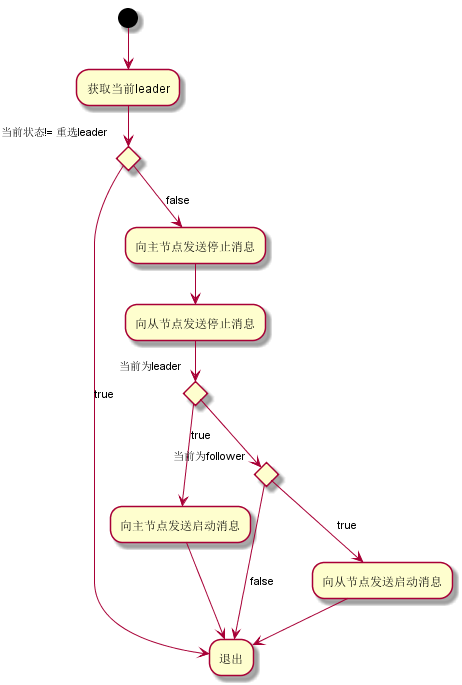 获取当前leader
当前状态!= 重选leader
false
向主节点发送停止消息
向从节点发送停止消息
当前为leader
true
true
当前为follower
向主节点发送启动消息
true
false
向从节点发送启动消息
退出